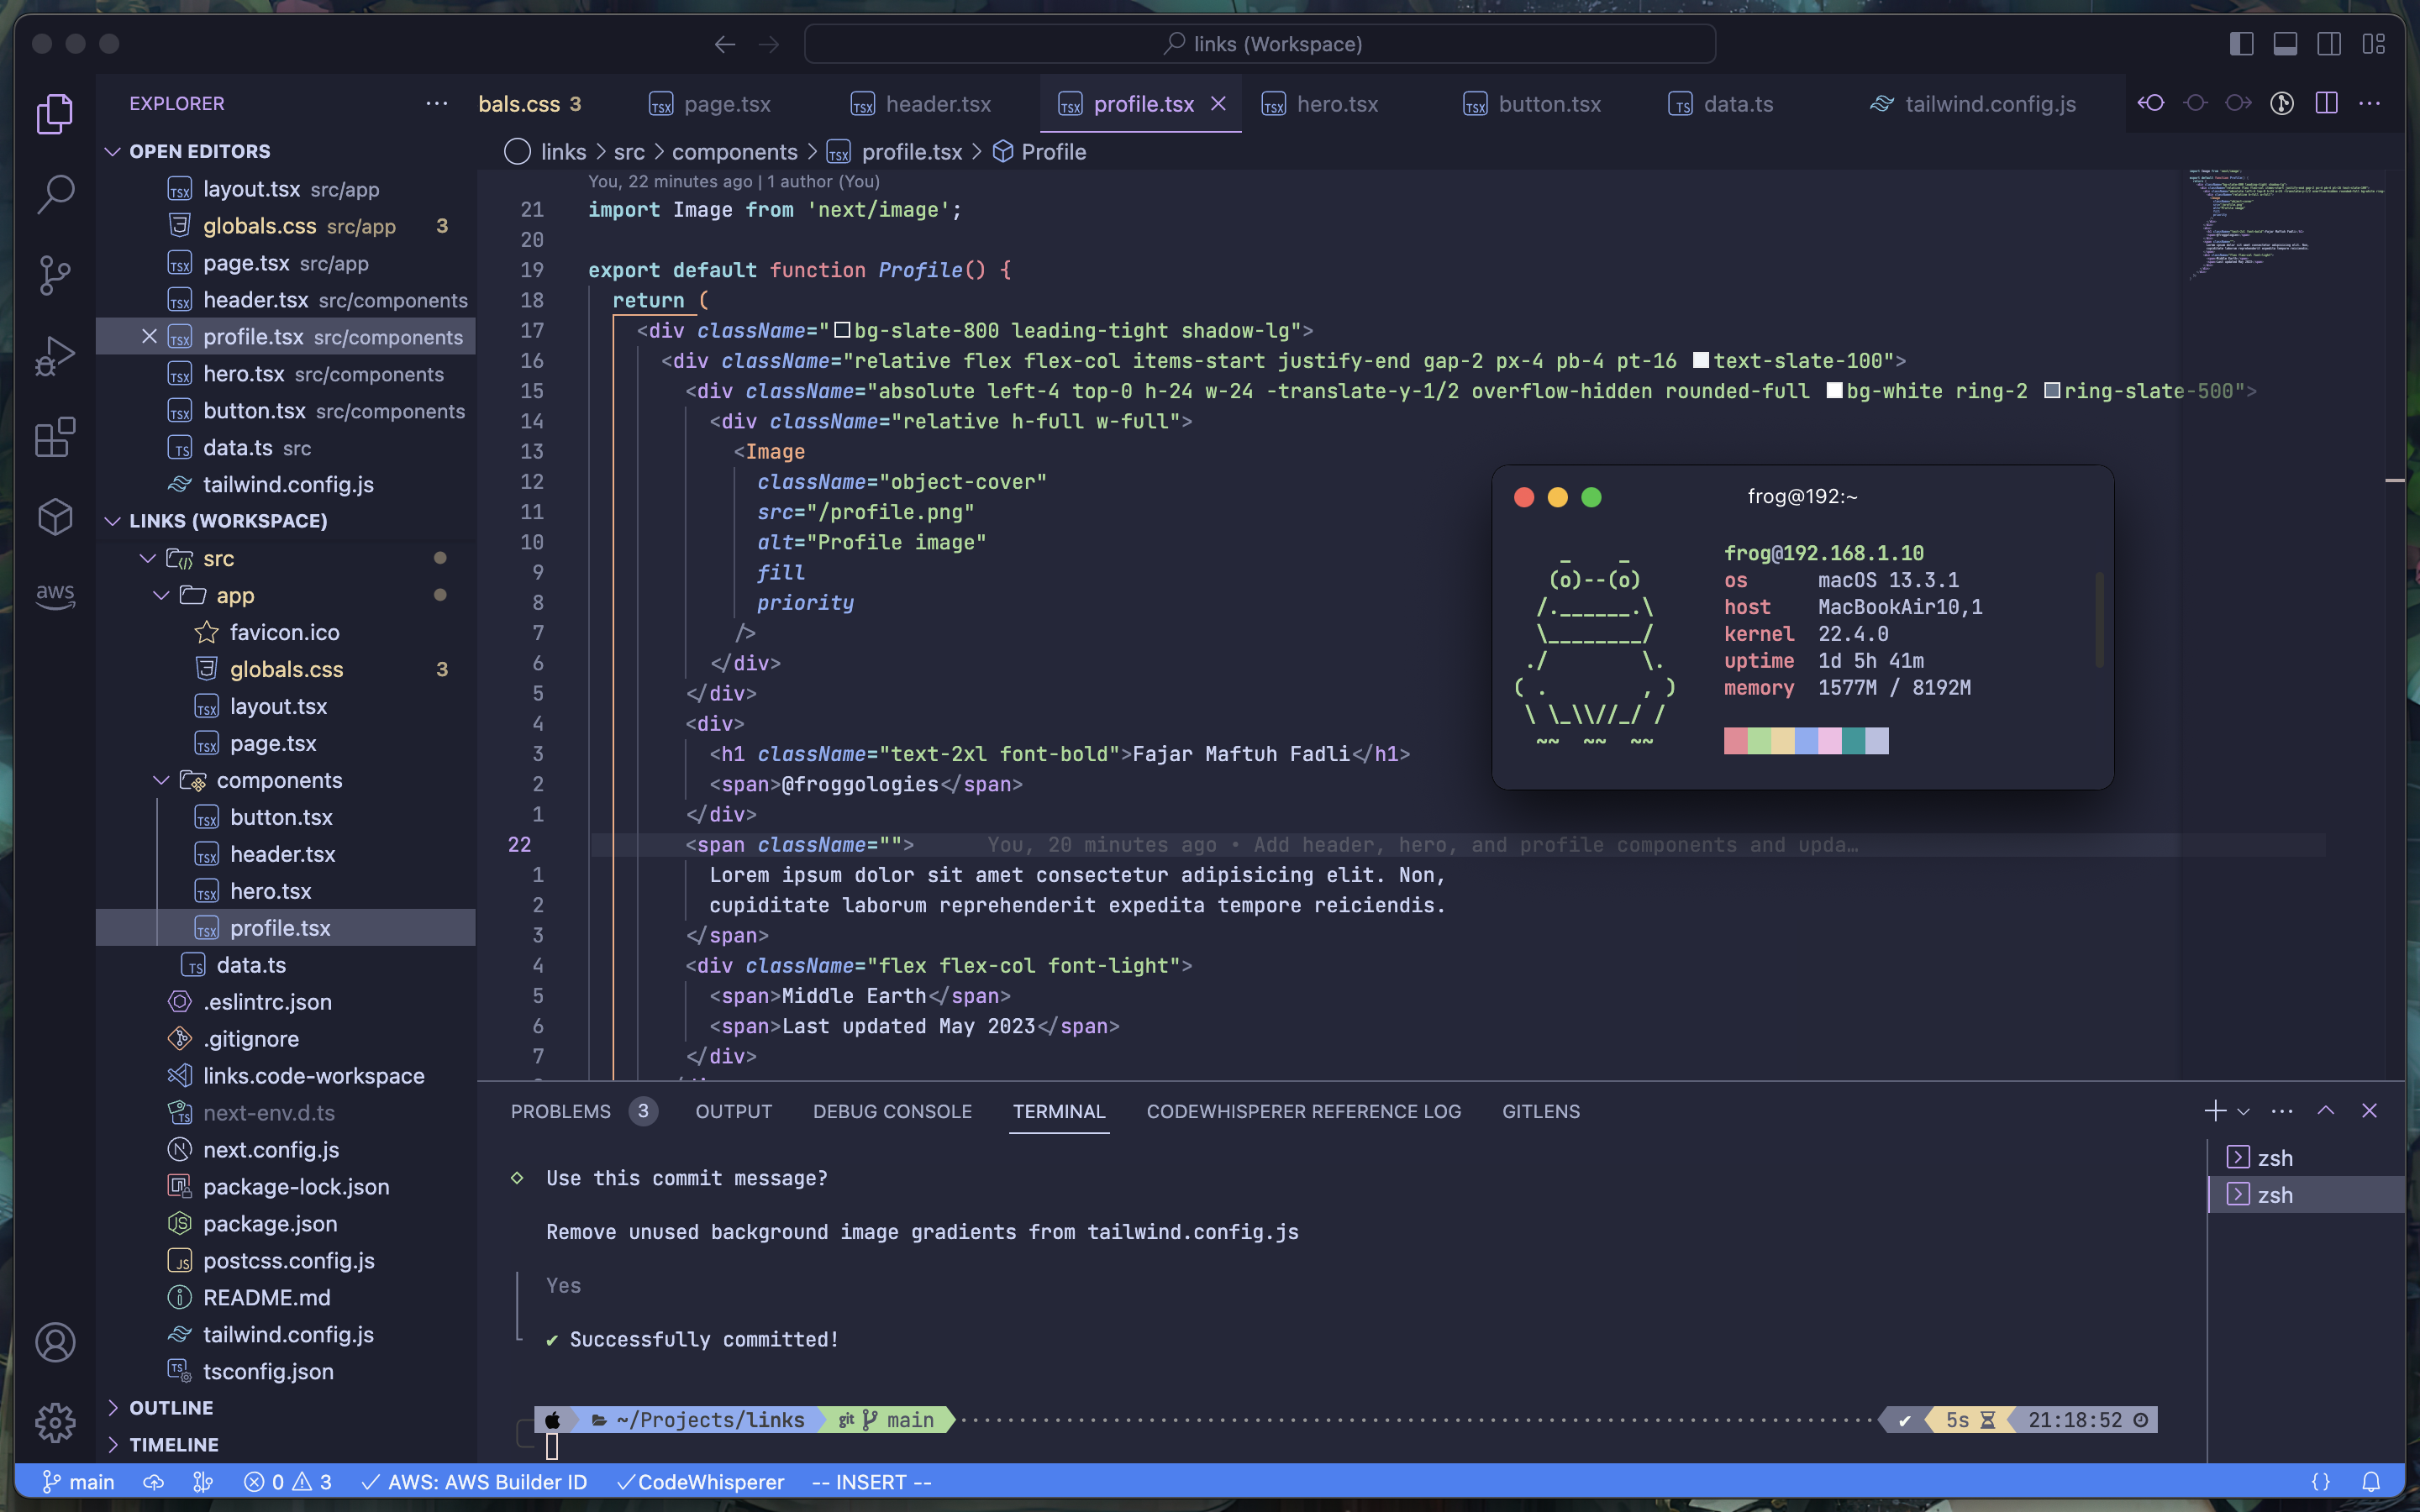 links (Workspace)
EXPLORER
bals.css 3
page.tsx
header.tsx
profile.tsx
hero.tsx
button.tsx
data.ts
tailwind.config.js
OPEN EDITORS
layout.tsx src/app
globals.css src/app 3
page.tsx src/app
header.tsx src/components
profile.tsx src/components
hero.tsx src/components
button.tsx src/components
data.ts src
tailwind.config.js
LINKS (WORKSPACE)
src
app
favicon.ico
globals.css 3
layout.tsx
page.tsx
components
button.tsx
header.tsx
hero.tsx
profile.tsx
data.ts
.eslintrc.json
.gitignore
links.code-workspace
next-env.d.ts
next.config.js
package-lock.json
package.json
postcss.config.js
README.md
tailwind.config.js
tsconfig.json
OUTLINE
TIMELINE
aws
links > src > components > profile.tsx > Profile
You, 22 minutes ago | 1 author (You)
21 import Image from 'next/image';
20
19 export default function Profile() {
18 return (
17 <div className="bg-slate-800 leading-tight shadow-lg">
16 <div className="relative flex flex-col items-start justify-end gap-2 px-4 pb-4 pt-16 text-slate-100">
15 <div className="absolute left-4 top-0 h-24 w-24 -translate-y-1/2 overflow-hidden rounded-full bg-white ring-2 ring-slate-500">
14 <div className="relative h-full w-full">
13 <Image
12 className="object-cover"
11 src="/profile.png"
10 alt="Profile image"
9 fill
8 priority
7 />
6 </div>
5 </div>
4 <div>
3 <h1 className="text-2xl font-bold">Fajar Maftuh Fadli</h1>
2 <span>@froggologies</span>
1 </div>
22 <span className=""> You, 20 minutes ago • Add header, hero, and profile components and upda…
1 Lorem ipsum dolor sit amet consectetur adipisicing elit. Non,
2 cupiditate laborum reprehenderit expedita tempore reiciendis.
3 </span>
4 <div className="flex flex-col font-light">
5 <span>Middle Earth</span>
6 <span>Last updated May 2023</span>
7 </div>
frog@192:~
frog@192.168.1.10
os macOS 13.3.1
host MacBookAir10,1
kernel 22.4.0
uptime 1d 5h 41m
memory 1577M / 8192M
PROBLEMS 3
OUTPUT
DEBUG CONSOLE
TERMINAL
CODEWHISPERER REFERENCE LOG
GITLENS
Use this commit message?
Remove unused background image gradients from tailwind.config.js
Yes
✔ Successfully committed!
~/Projects/links git main
✔ 5s 21:18:52
zsh
zsh
main
0 3
AWS: AWS Builder ID
CodeWhisperer
-- INSERT --
{}